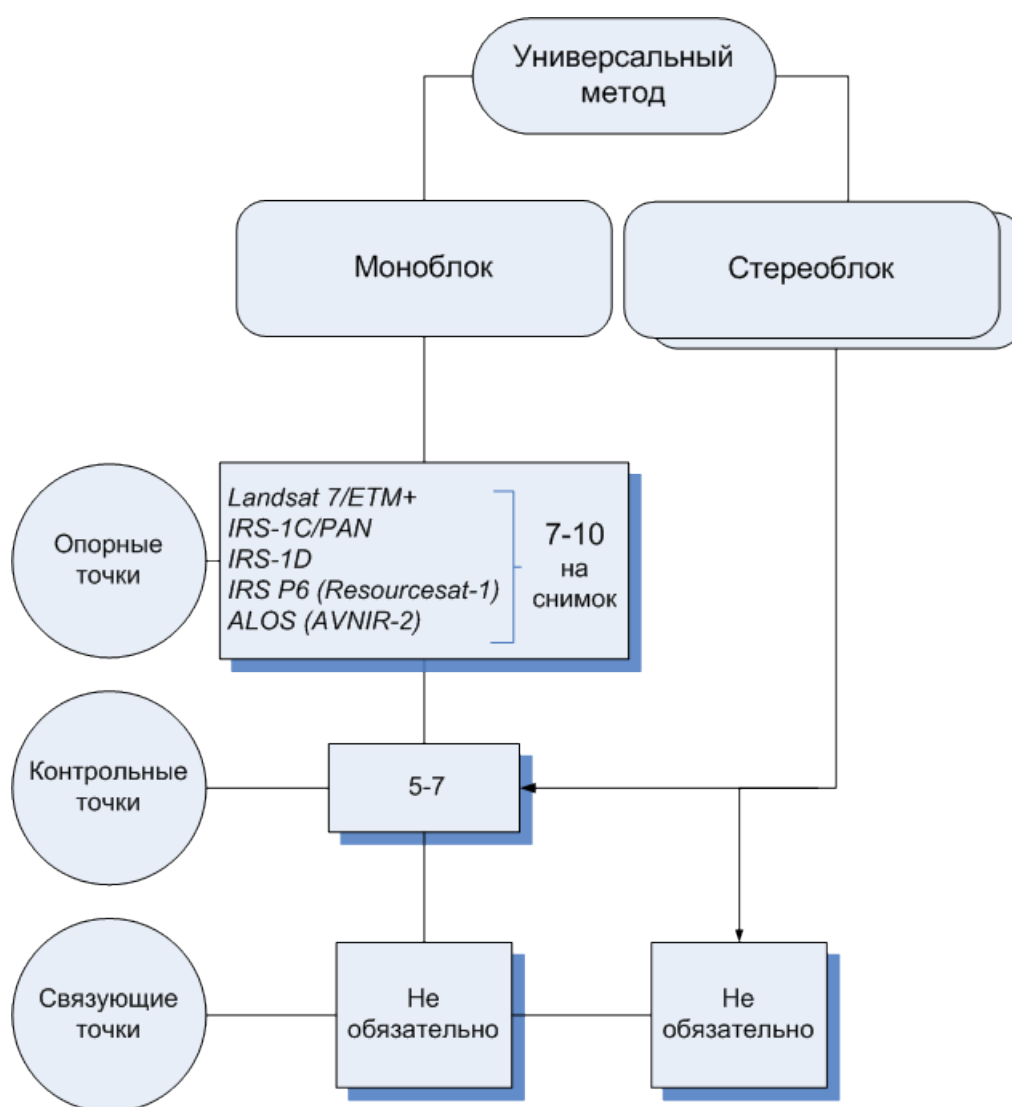 Универсальный
метод
Моноблок
Стереоблок
Опорные
точки
Landsat 7/ETM+
IRS-1C/PAN
IRS-1D
IRS P6 (Resourcesat-1)
ALOS (AVNIR-2)
7-10
на
снимок
Контрольные
точки
5-7
Связующие
точки
Не
обязательно
Не
обязательно